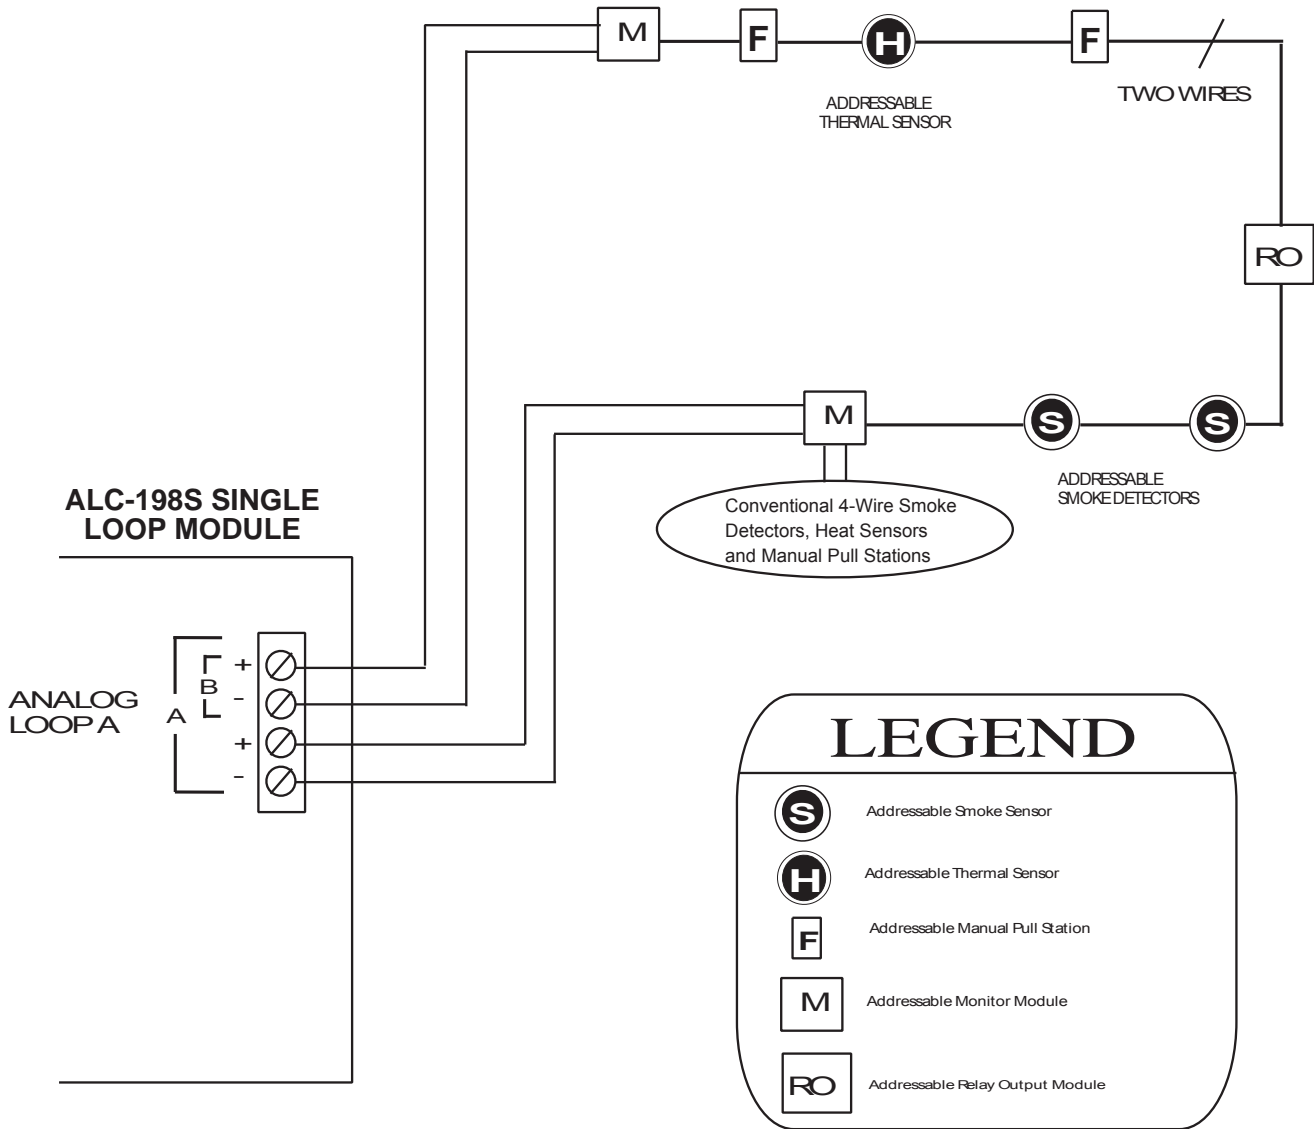 M
F
H
F
TWO WIRES
ADDRESSABLE
THERMAL SENSOR
RO
M
S
S
ADDRESSABLE
SMOKE DETECTORS
Conventional 4-Wire Smoke
Detectors, Heat Sensors
and Manual Pull Stations
ALC-198S SINGLE
LOOP MODULE
ANALOG
LOOP A
A
B
+
-
+
-
LEGEND
S Addressable Smoke Sensor
H Addressable Thermal Sensor
F Addressable Manual Pull Station
M Addressable Monitor Module
RO Addressable Relay Output Module